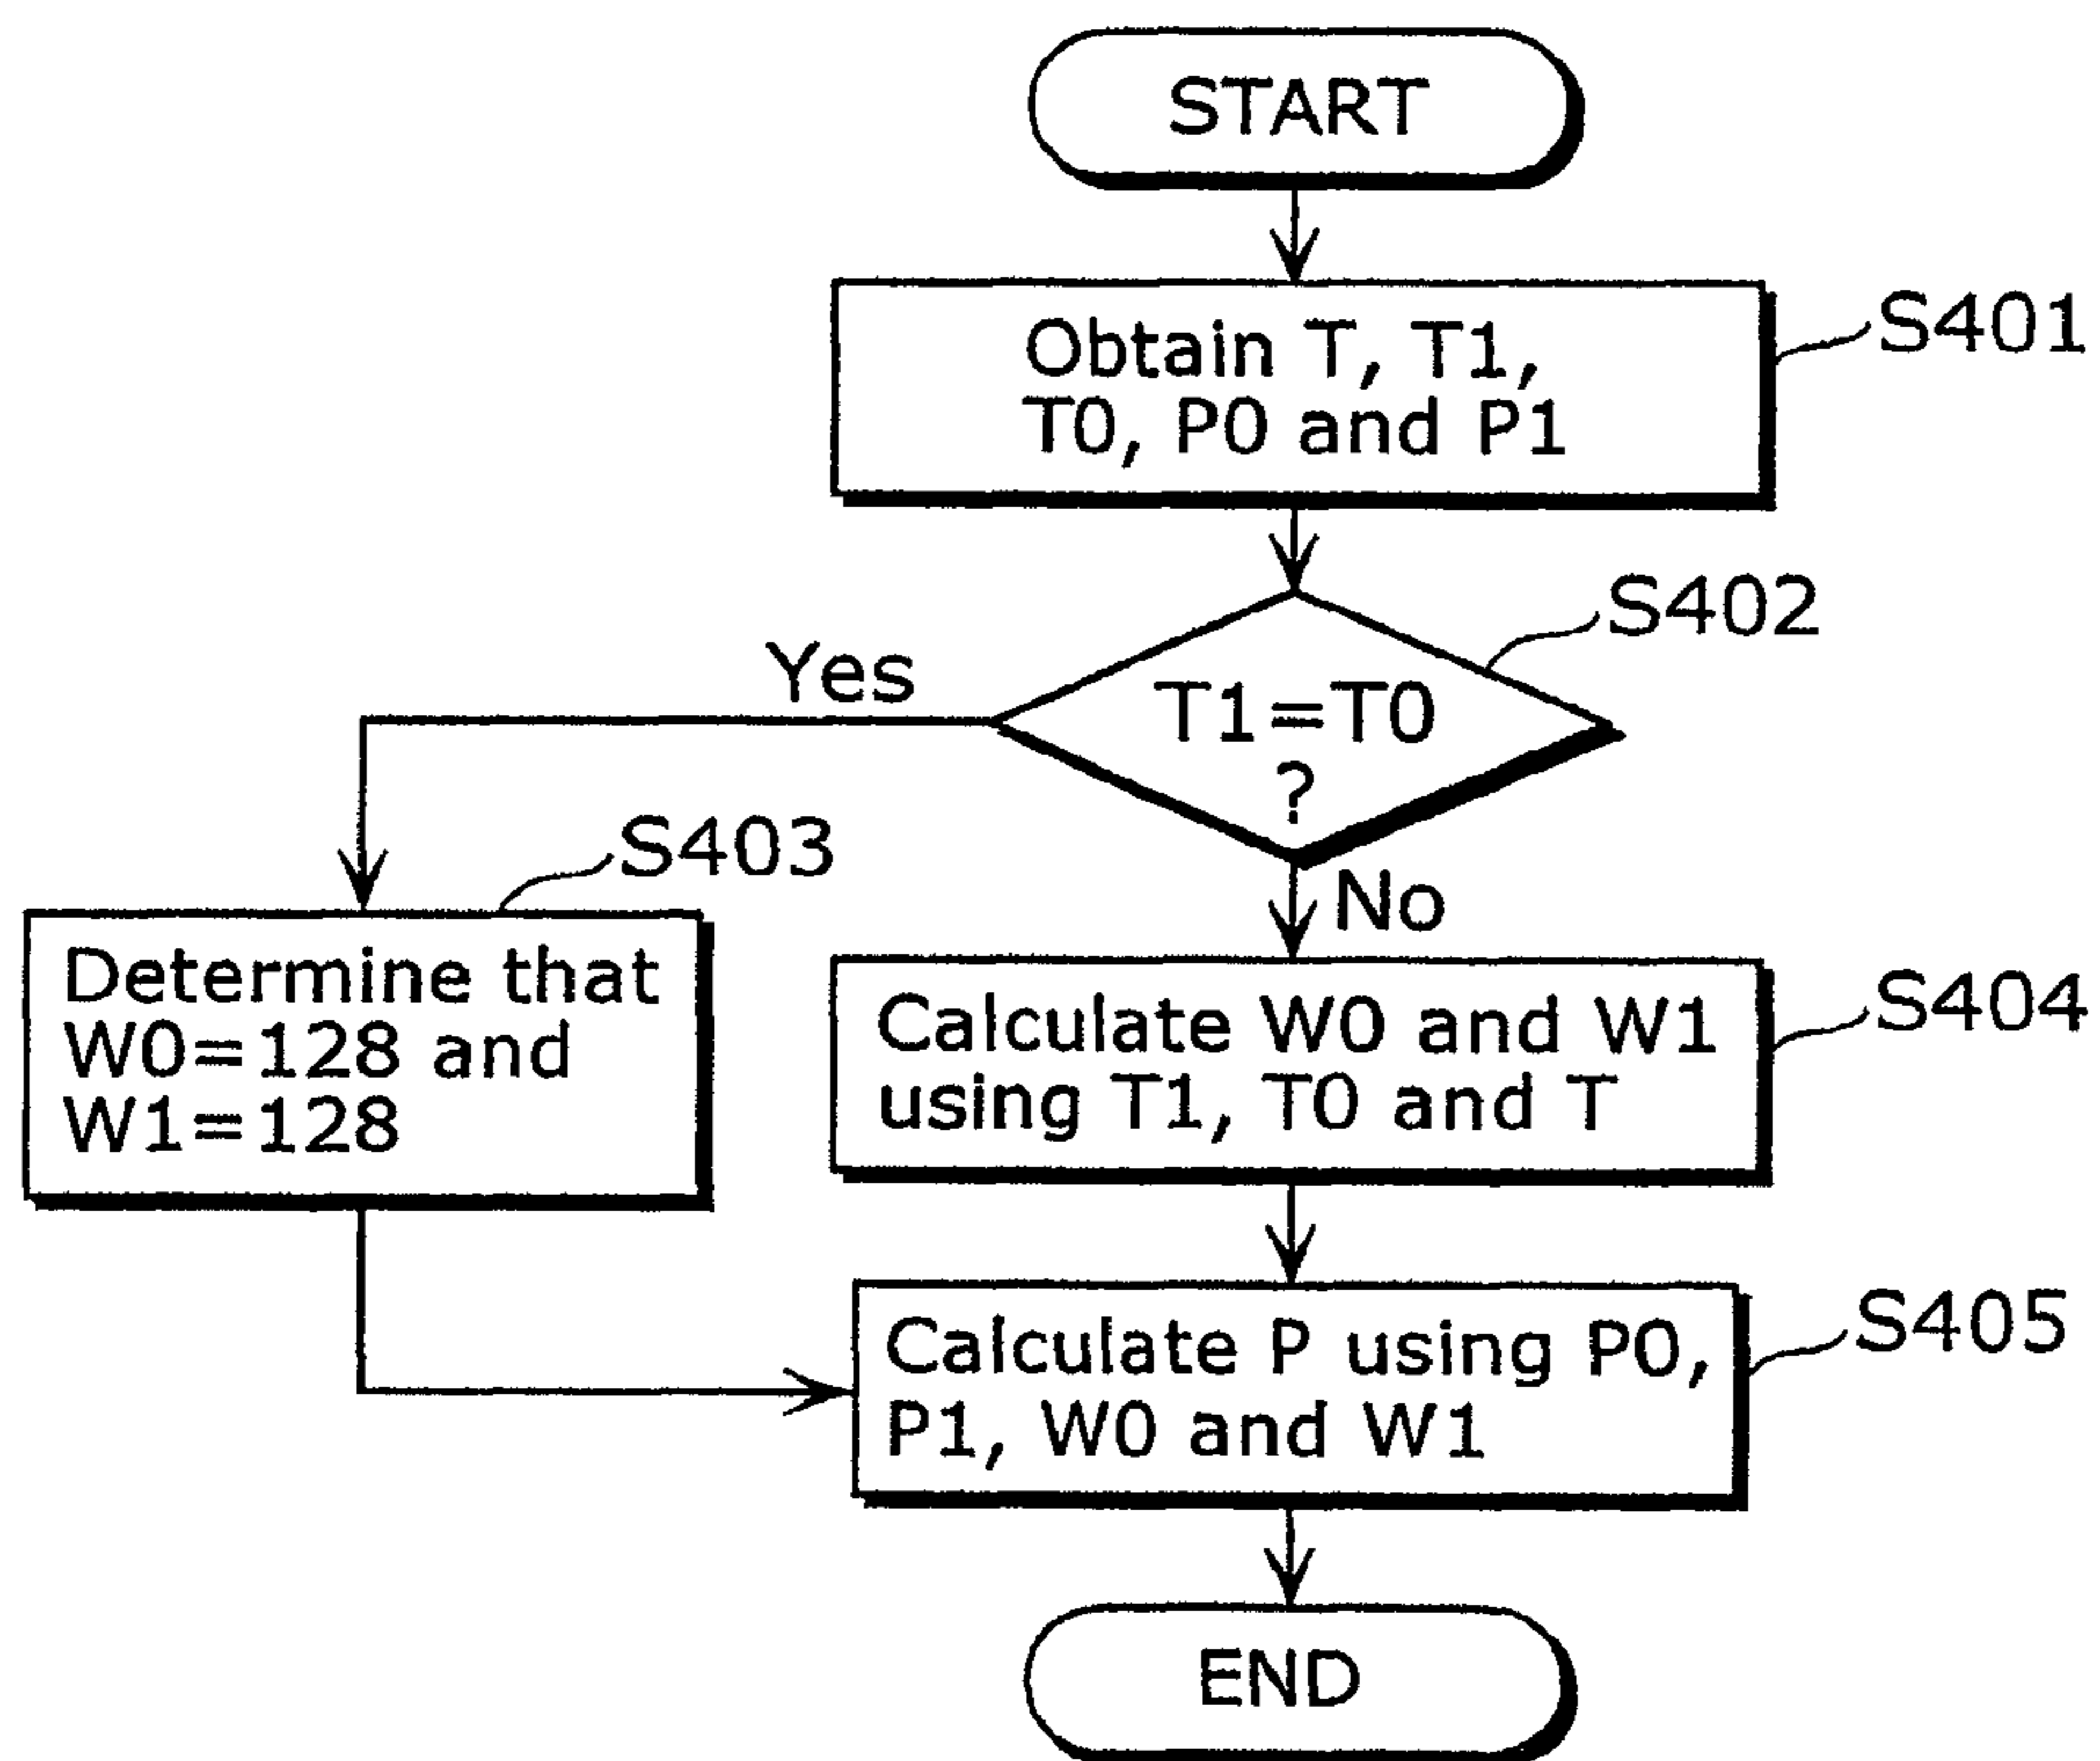 START
Obtain T, T1,
T0, P0 and P1
S401
S402
T1=T0
?
Yes
No
S403
Determine that
W0=128 and
W1=128
Calculate W0 and W1
using T1, T0 and T
S404
Calculate P using P0,
P1, W0 and W1
S405
END